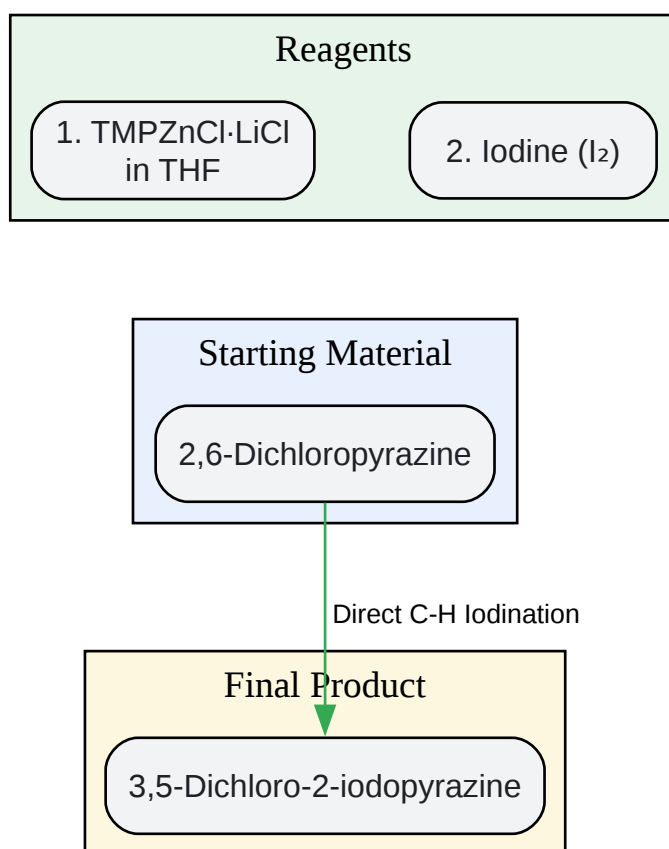 Reagents
1. TMPZnCl·LiCl
in THF
2. Iodine (I₂)
Starting Material
2,6-Dichloropyrazine
Direct C-H Iodination
Final Product
3,5-Dichloro-2-iodopyrazine